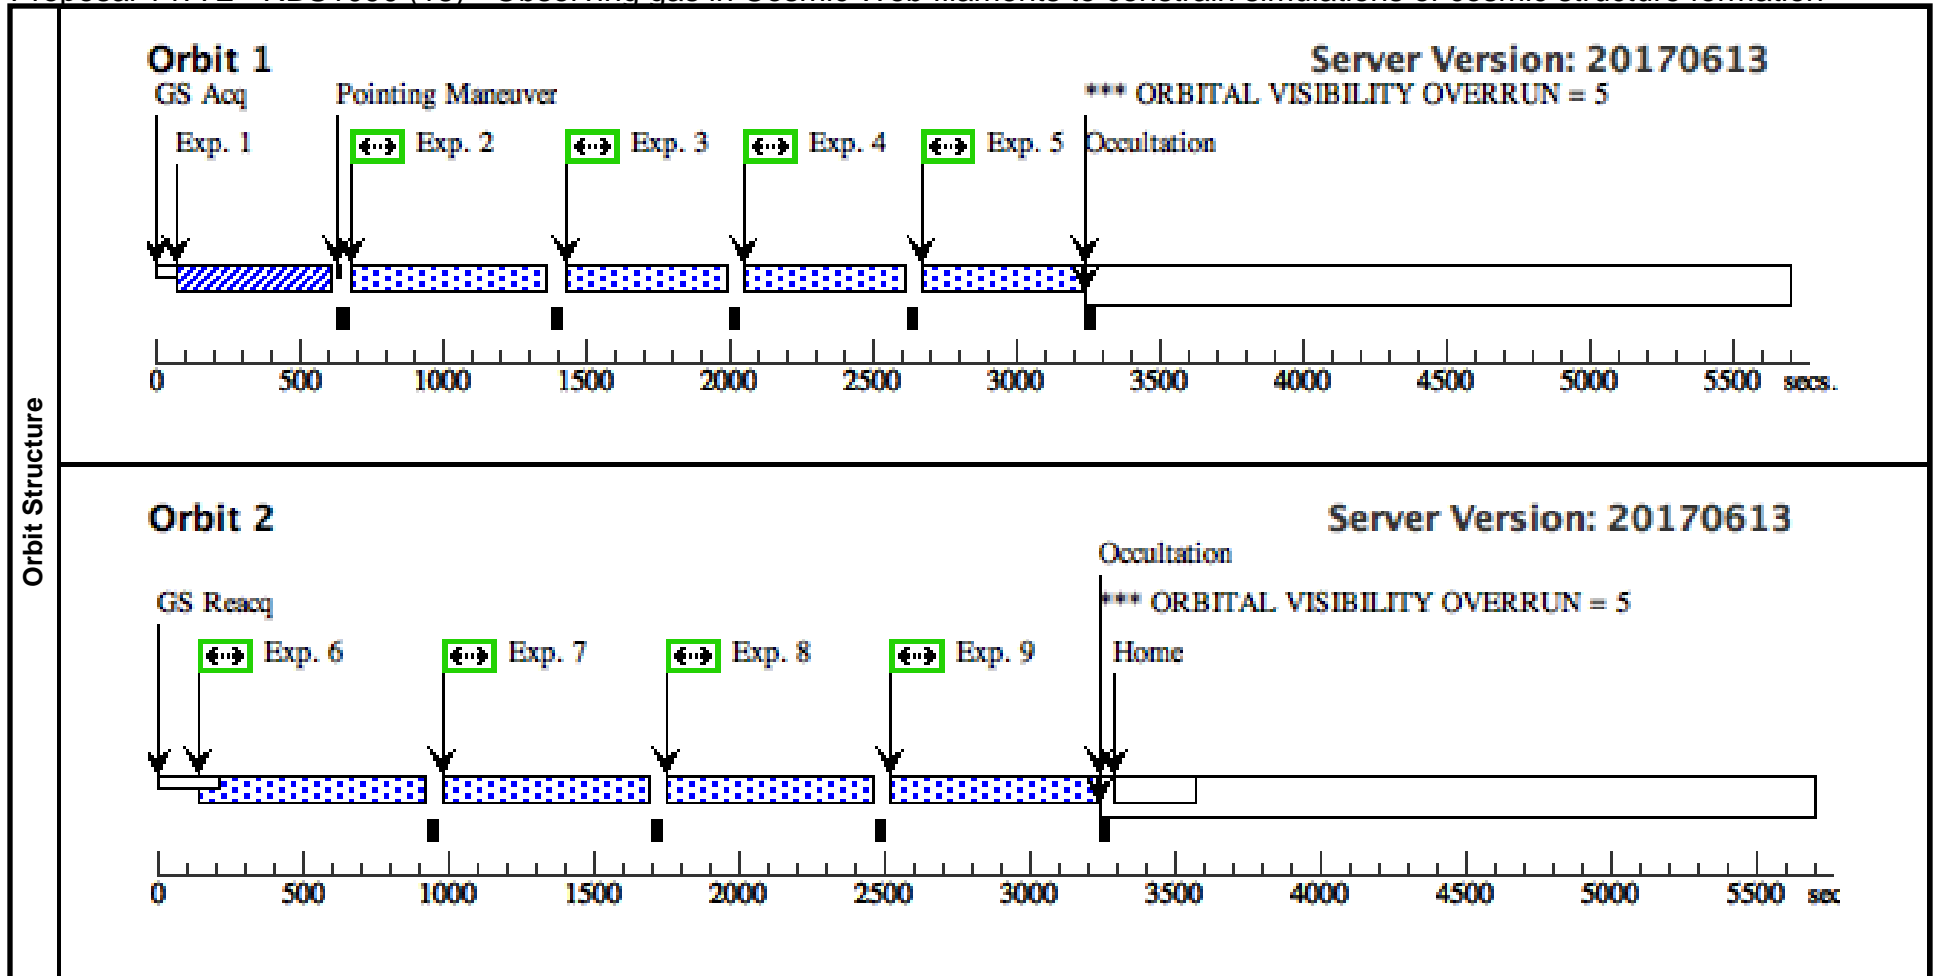 Orbit 1
Server Version: 20170613
GS Acq
Pointing Maneuver
*** ORBITAL VISIBILITY OVERRUN = 5
Exp. 1
Exp. 2
Exp. 3
Exp. 4
Exp. 5
Occultation
0 500 1000 1500 2000 2500 3000 3500 4000 4500 5000 5500 secs.
Orbit Structure
Orbit 2
Server Version: 20170613
Occultation
GS Reacq
*** ORBITAL VISIBILITY OVERRUN = 5
Exp. 6
Exp. 7
Exp. 8
Exp. 9
Home
0 500 1000 1500 2000 2500 3000 3500 4000 4500 5000 5500 sec